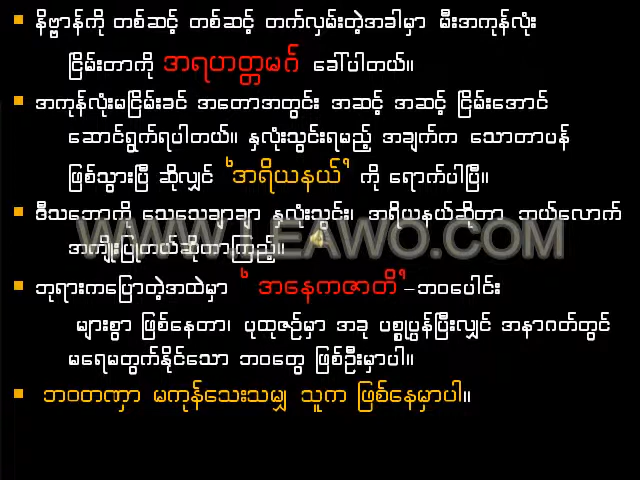 နိဗ္ဗာန်ကို တစ်ဆင့် တစ်ဆင့် တက်လှမ်းတဲ့အခါမှာ မီးအကုန်လုံး
ငြိမ်းတာကို အရဟတ္တမဂ် ခေါ်ပါတယ်။
အကုန်လုံးမငြိမ်းခင် အတောအတွင်း အဆင့် အဆင့် ငြိမ်းအောင်
ဆောင်ရွက်ရပါတယ်။ နှလုံးသွင်းရမည့် အချက်က သောတာပန်
ဖြစ်သွားပြီ ဆိုလျှင် “အရိယနယ်” ကို ရောက်ပါပြီ။
ဒီသဘောကို သေသေချာချာ နှလုံးသွင်း၊ အရိယနယ်ဆိုတာ ဘယ်လောက်
အကျိုးပြုကယ်ဆိုတာကြည့်။
WWW.LEAWO.COM
ဘုရားကပြောတဲ့အထဲမှာ “ အနေကဇာတိ”–ဘဝပေါင်း
များစွာ ဖြစ်နေတာ၊ ပုထုဇဉ်မှာ အခု ပစ္စုပ္ပန်ပြီးလျှင် အနာဂတ်တွင်
မရေမတွက်နိုင်သော ဘဝတွေ ဖြစ်ဦးမှာပါ။
ဘဝတဏှာ မကုန်သေးသမျှ သူက ဖြစ်နေမှာပါ။